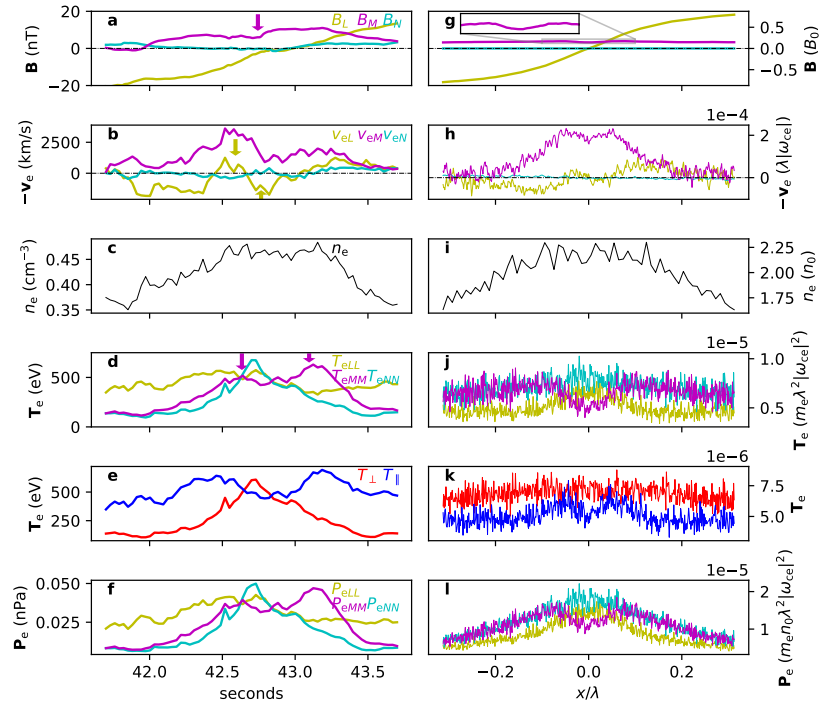 a
B_L B_M B_N
20
0
−20
B (nT)
g
0.5
0.0
−0.5
B (B_0)
b
v_eL v_eM v_eN
2500
0
−v_e (km/s)
1e−4
h
2
0
−v_e (λ|ω_ce|)
c
n_e
0.45
0.40
0.35
n_e (cm^−3)
i
2.25
2.00
1.75
n_e (n_0)
d
T_eLL
T_eMM T_eNN
500
0
T_e (eV)
1e−5
j
1.0
0.5
T_e (m_eλ^2|ω_ce|^2)
e
T_⊥ T_∥
500
250
T_e (eV)
1e−6
k
7.5
5.0
T_e
f
P_eLL
P_eMM P_eNN
0.050
0.025
P_e (nPa)
1e−5
l
2
1
P_e (m_en_0λ^2|ω_ce|^2)
42.0 42.5 43.0 43.5
seconds
−0.2 0.0 0.2
x/λ